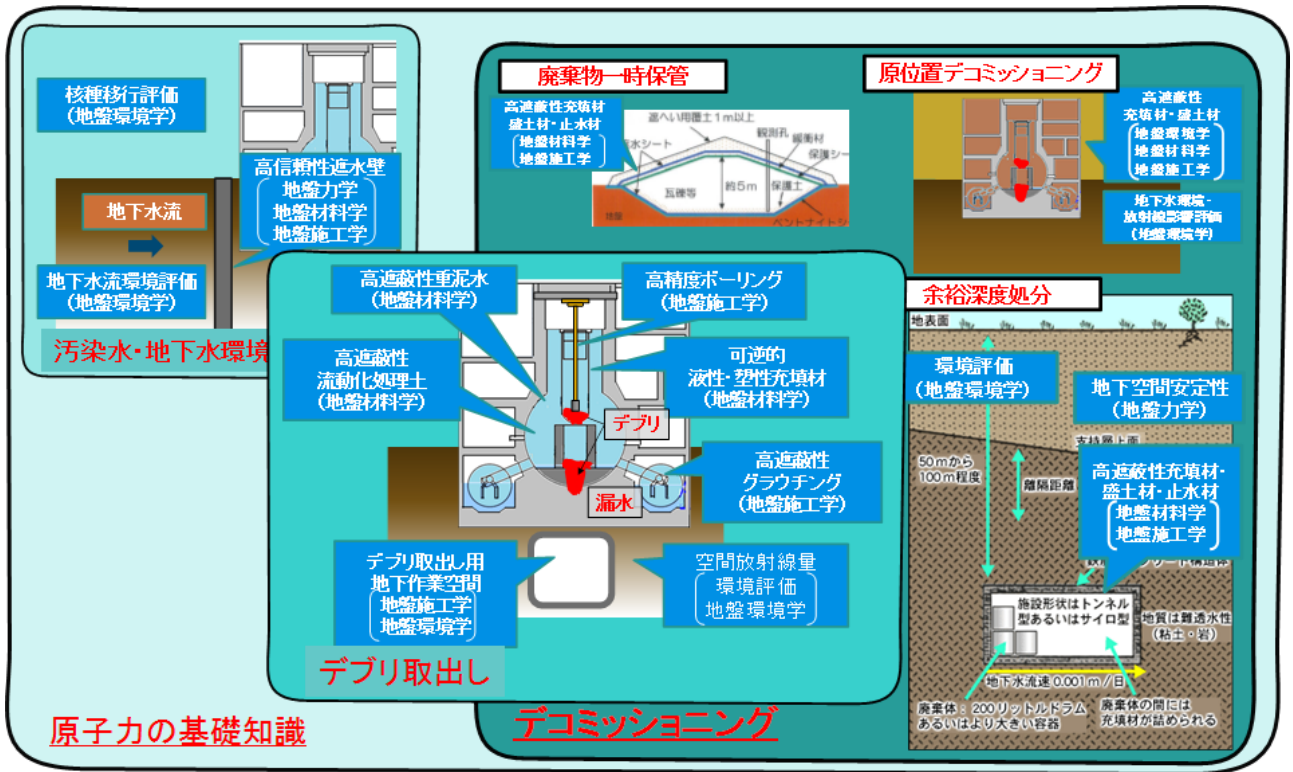 核種移行評価
(地盤環境学)
高信頼性遮水壁
地盤力学
地盤材料学
地盤施工学
地下水流
地下水流環境評価
(地盤環境学)
汚染水・地下水環境
廃棄物一時保管
高遮蔽性充填材
盛土材・止水材
地盤材料学
地盤施工学
遮へい用覆土1m以上
水シート
観測孔
緩衝材
保護シー
瓦礫等
約5m
保護土
地盤
ベントナイトシ
原位置デコミッショニング
高遮蔽性
充填材・盛土材
地盤環境学
地盤材料学
地盤施工学
地下水環境・
放射線影響評価
(地盤環境学)
高遮蔽性重泥水
(地盤材料学)
高精度ボーリング
(地盤施工学)
高遮蔽性
流動化処理土
(地盤材料学)
可逆的
液性・塑性充填材
(地盤材料学)
デブリ
高遮蔽性
グラウチング
(地盤施工学)
漏水
デブリ取出し用
地下作業空間
地盤施工学
地盤環境学
空間放射線量
環境評価
地盤環境学
デブリ取出し
余裕深度処分
地表面
環境評価
(地盤環境学)
地下空間安定性
(地盤力学)
支持層上面
50mから
100m程度
離隔距離
高遮蔽性充填材・
盛土材・止水材
地盤材料学
地盤施工学
施設形状はトンネル
型あるいはサイロ型
地質は難透水性
(粘土・岩)
地下水流速0.001m/日
廃棄体:200リットルドラム
あるいはより大きい容器
廃棄体の間には
充填材が詰められる
原子力の基礎知識
デコミッショニング